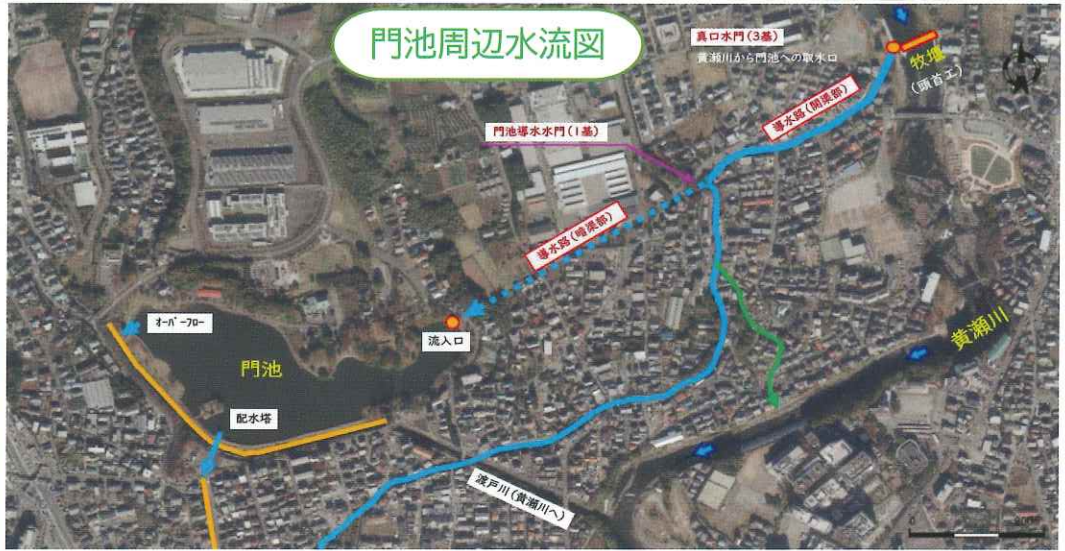 門池周辺水流図
真口水門(3基)
黄瀬川から門池への取水口
牧堰
(頭首工)
導水路(開渠部)
門池導水水門(1基)
導水路(暗渠部)
オーバーフロー
流入口
門池
黄瀬川
配水塔
渡戸川(黄瀬川へ)
0